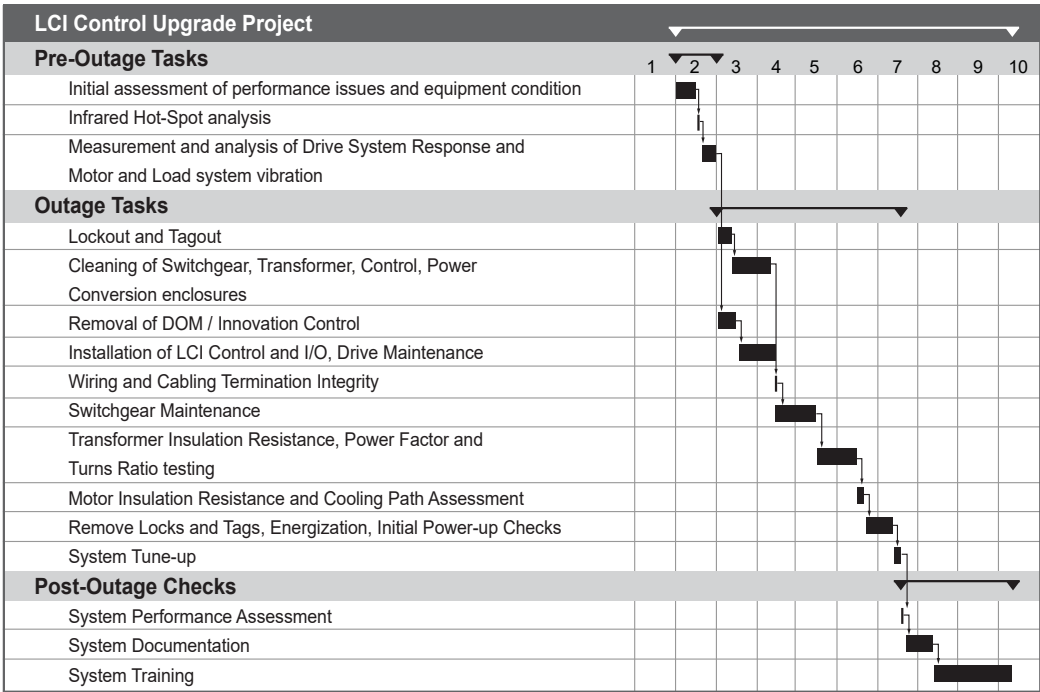 LCI Control Upgrade Project
Pre-Outage Tasks
1 2 3 4 5 6 7 8 9 10
Initial assessment of performance issues and equipment condition
Infrared Hot-Spot analysis
Measurement and analysis of Drive System Response and
Motor and Load system vibration
Outage Tasks
Lockout and Tagout
Cleaning of Switchgear, Transformer, Control, Power
Conversion enclosures
Removal of DOM / Innovation Control
Installation of LCI Control and I/O, Drive Maintenance
Wiring and Cabling Termination Integrity
Switchgear Maintenance
Transformer Insulation Resistance, Power Factor and
Turns Ratio testing
Motor Insulation Resistance and Cooling Path Assessment
Remove Locks and Tags, Energization, Initial Power-up Checks
System Tune-up
Post-Outage Checks
System Performance Assessment
System Documentation
System Training